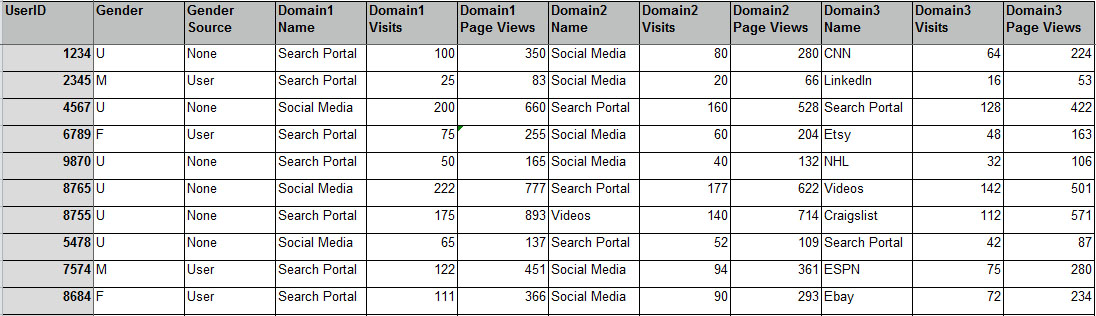 UserID Gender Gender Source Domain1 Name Domain1 Visits Domain1 Page Views Domain2 Name Domain2 Visits Domain2 Page Views Domain3 Name Domain3 Visits Domain3 Page Views
1234 U None Search Portal 100 350 Social Media 80 280 CNN 64 224
2345 M User Search Portal 25 83 Social Media 20 66 LinkedIn 16 53
4567 U None Social Media 200 660 Search Portal 160 528 Search Portal 128 422
6789 F User Search Portal 75 255 Social Media 60 204 Etsy 48 163
9870 U None Search Portal 50 165 Social Media 40 132 NHL 32 106
8765 U None Social Media 222 777 Search Portal 177 622 Videos 142 501
8755 U None Search Portal 175 893 Videos 140 714 Craigslist 112 571
5478 U None Social Media 65 137 Search Portal 52 109 Search Portal 42 87
7574 M User Search Portal 122 451 Social Media 94 361 ESPN 75 280
8684 F User Search Portal 111 366 Social Media 90 293 Ebay 72 234